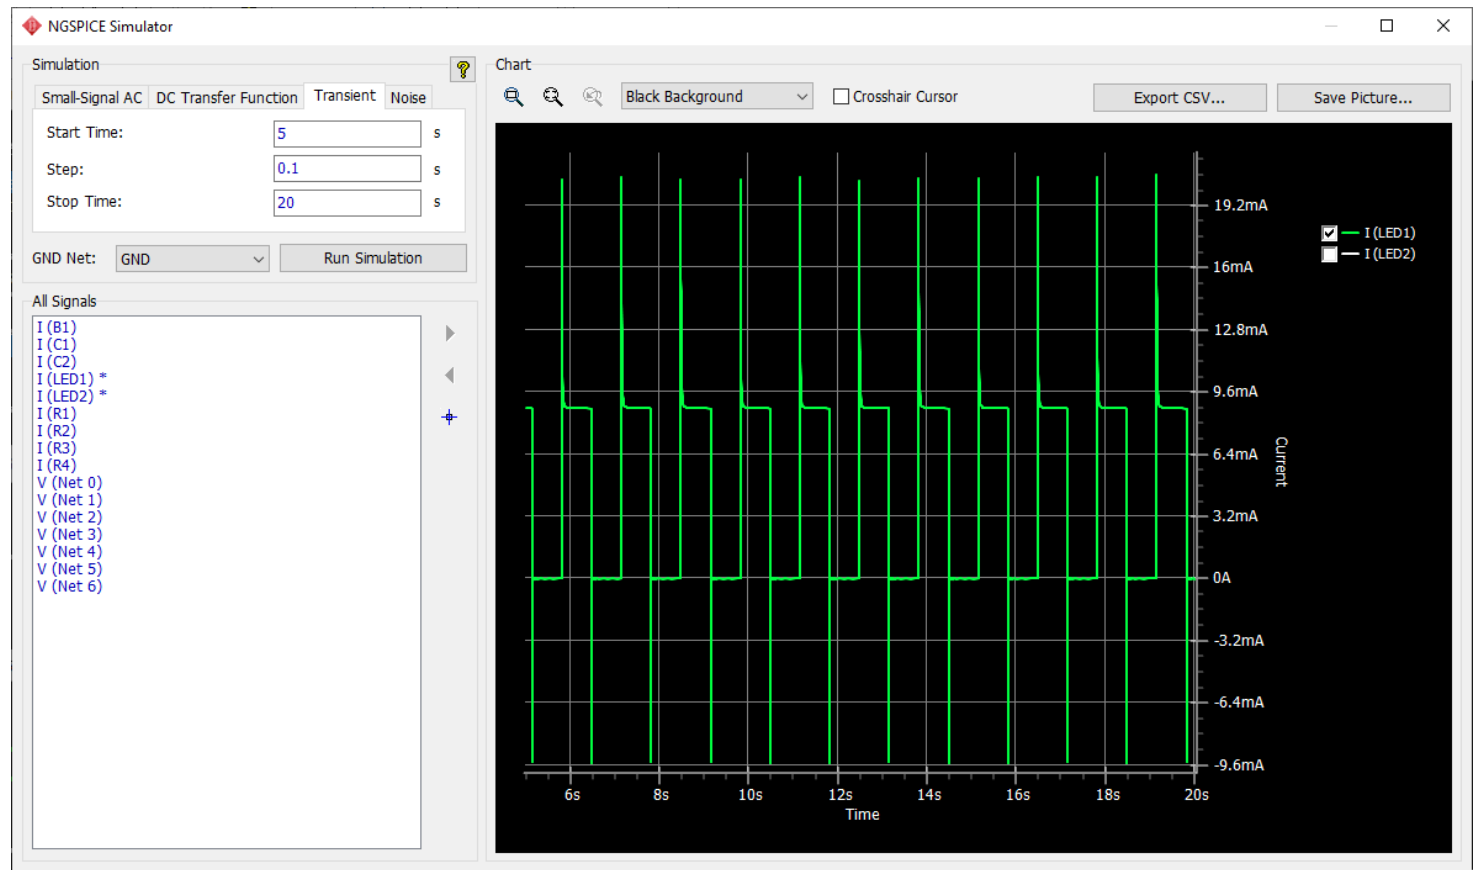 NGSPICE Simulator
Simulation
?
Small-Signal AC DC Transfer Function Transient Noise
Start Time: 5 s
Step: 0.1 s
Stop Time: 20 s
GND Net: GND Run Simulation
All Signals
I (B1)
I (C1)
I (C2)
I (LED1) *
I (LED2) *
I (R1)
I (R2)
I (R3)
I (R4)
V (Net 0)
V (Net 1)
V (Net 2)
V (Net 3)
V (Net 4)
V (Net 5)
V (Net 6)
Chart
Black Background Crosshair Cursor Export CSV... Save Picture...
19.2mA
16mA
12.8mA
9.6mA
6.4mA
3.2mA
0A
-3.2mA
-6.4mA
-9.6mA
Current
I (LED1)
I (LED2)
6s 8s 10s 12s 14s 16s 18s 20s
Time